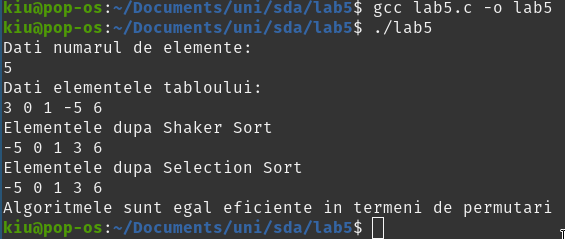 kiu@pop-os:~/Documents/uni/sda/lab5$ gcc lab5.c -o lab5
kiu@pop-os:~/Documents/uni/sda/lab5$ ./lab5
Dati numarul de elemente:
5
Dati elementele tabloului:
3 0 1 -5 6
Elementele dupa Shaker Sort
-5 0 1 3 6
Elementele dupa Selection Sort
-5 0 1 3 6
Algoritmele sunt egal eficiente in termeni de permutari
kiu@pop-os:~/Documents/uni/sda/lab5$